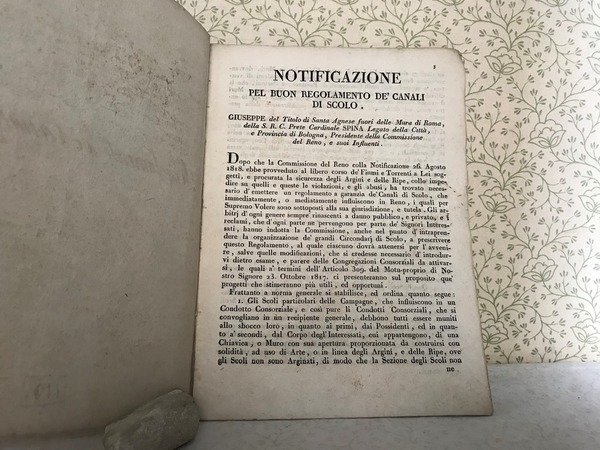 3
NOTIFICAZIONE
PEL BUON REGOLAMENTO DE' CANALI
DI SCOLO.
GIUSEPPE del Titolo di Santa Agnese fuori delle Mura di Roma,
della S. R. C. Prete Cardinale SPINA Legato della Città,
e Provincia di Bologna, Presidente della Commissione
del Reno, e suoi Influenti.
Dopo che la Commissione del Reno colla Notificazione 26. Agosto
1818. ebbe proveduto al libero corso de' Fiumi e Torrenti a Lei sog-
getti, e procurata la sicurezza degli Argini e delle Ripe, collo impe-
dire su quelli e queste le violazioni, e gli abusi, ha trovato neces-
sario d'emettere un regolamento a garanzia de' Canali di Scolo, che
immediatamente, o mediatamente influiscono in Reno, i quali per
Supremo Volere sono sottoposti alla sua giurisdizione, e tutela. Gli ar-
bitrj d'ogni genere sempre rinascenti a danno pubblico, e privato, e i
reclami, che d'ogni parte ne pervengono per parte de' Signori Interes-
sati, hanno indotta la Commissione, anche nel punto d'intrapren-
dere la organizzazione de' grandi Circondarj di Scolo, a prescrivere
questo Regolamento, al quale ciascuno dovrà attenersi per l'avveni-
re, salve quelle modificazioni, che si credesse necessario d'introdur-
vi dietro esame, e parere delle Congregazioni Consorziali da attivar-
si, le quali a' termini dell'Articolo 309. del Motu-proprio di No-
stro Signore 23. Ottobre 1817. ci presenteranno sul proposito que'
progetti che stimeranno più utili, ed opportuni.
Frattanto a norma generale si stabilisce, ed ordina quanto segue:
1. Gli Scoli particolari delle Campagne, che influiscono in un
Condotto Consorziale, e così pure li Condotti Consorziali, che si
convogliano in un recipiente generale, debbono tutti essere muniti
allo sbocco loro, in quanto ai primi, dai Possidenti, ed in quan-
to a' secondi, dal Corpo degl'Interessati, cui appartengono, di una
Chiavica, o Muro con sua apertura proporzionata da costruirsi con
solidità, ad uso di Arte, o in linea degli Argini, e delle Ripe, ove
gli Scoli non sono Arginati, di modo che la Sezione degli Scoli non
ne